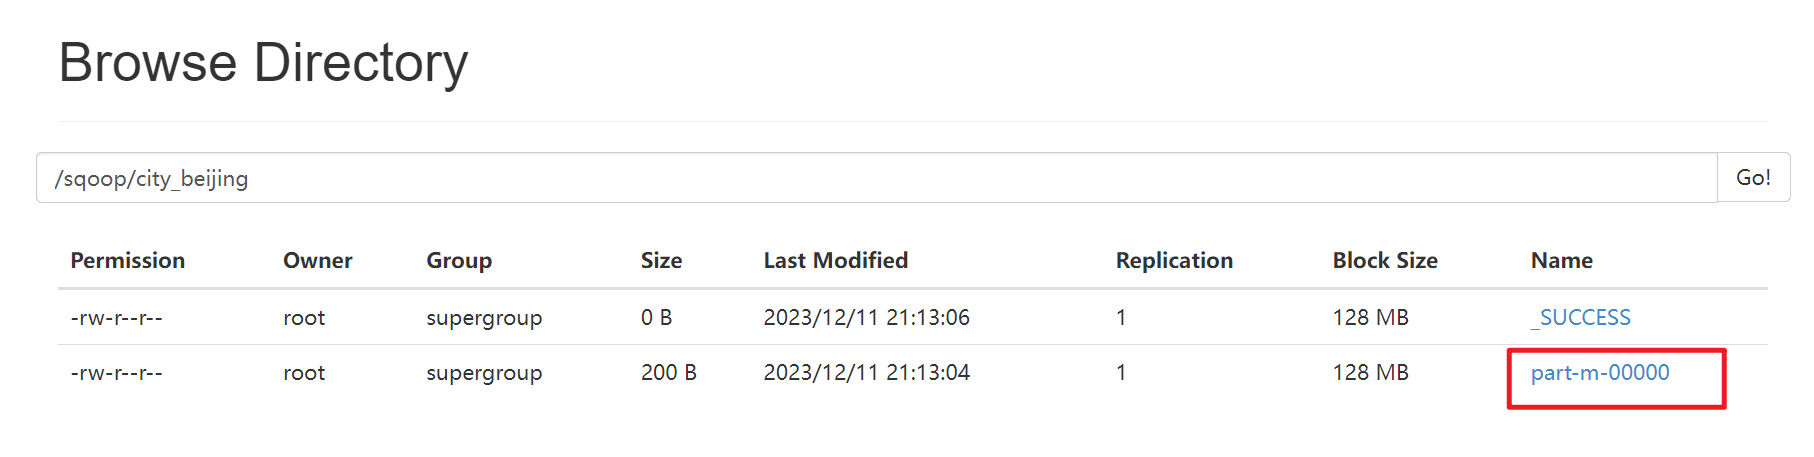 Browse Directory
/sqoop/city_beijing Go!
Permission Owner Group Size Last Modified Replication Block Size Name
-rw-r--r-- root supergroup 0 B 2023/12/11 21:13:06 1 128 MB _SUCCESS
-rw-r--r-- root supergroup 200 B 2023/12/11 21:13:04 1 128 MB part-m-00000